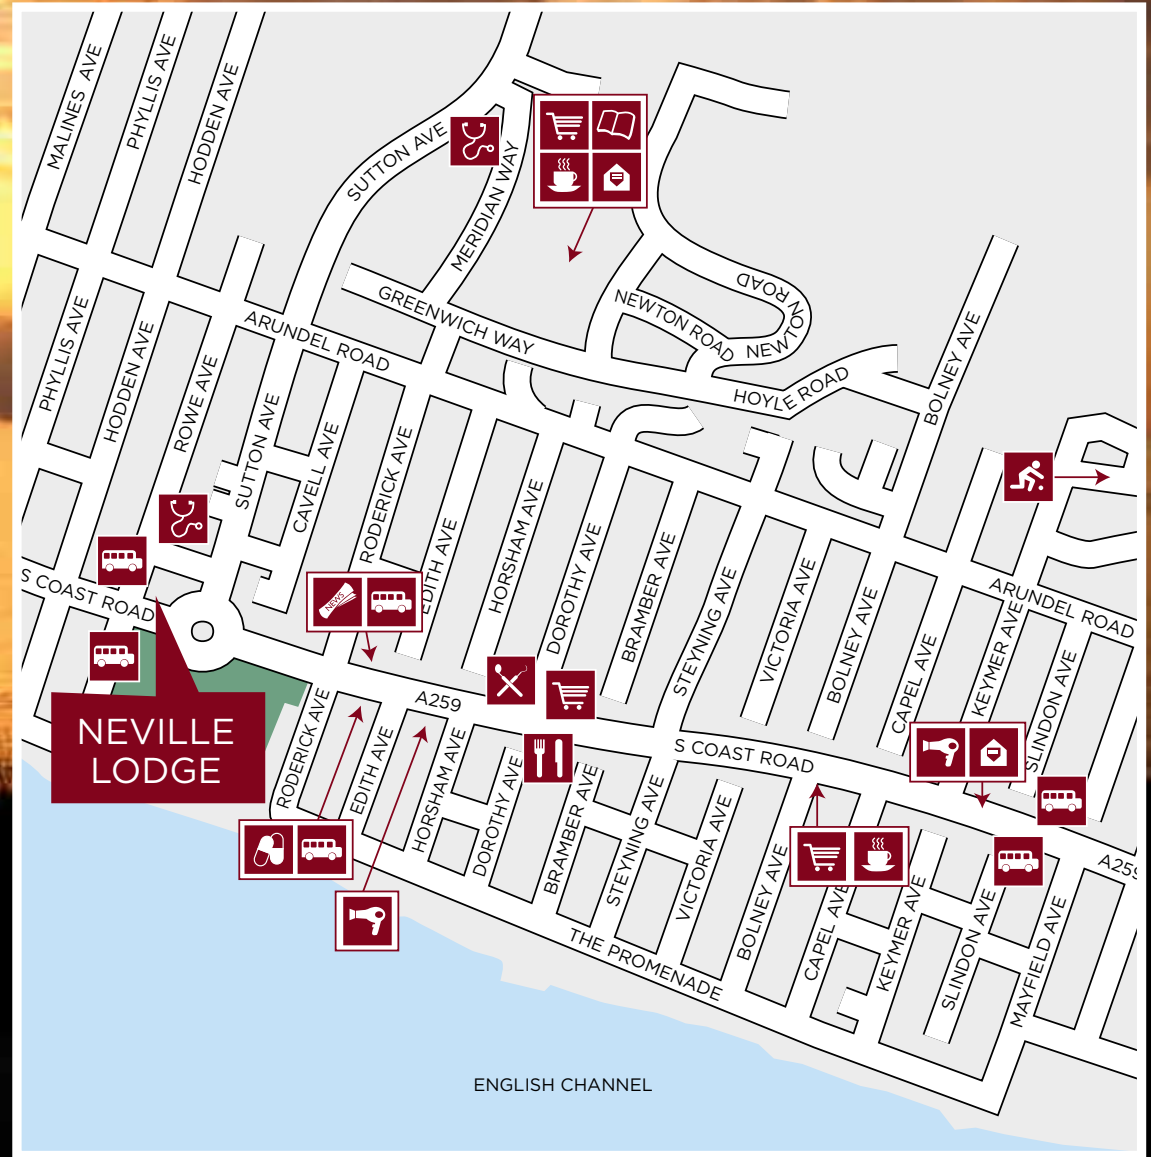 MALINES AVE
PHYLLIS AVE
HODDEN AVE
SUTTON AVE
MERIDIAN WAY
GREENWICH WAY
NEWTON ROAD
NEWTON ROAD
NEWTON
HOYLE ROAD
BOLNEY AVE
ARUNDEL ROAD
PHYLLIS AVE
HODDEN AVE
ROWE AVE
SUTTON AVE
CAVELL AVE
RODERICK AVE
EDITH AVE
HORSHAM AVE
DOROTHY AVE
BRAMBER AVE
STEYNING AVE
VICTORIA AVE
BOLNEY AVE
CAPEL AVE
KEYMER AVE
SLINDON AVE
ARUNDEL ROAD
S COAST ROAD
NEWS
A259
S COAST ROAD
A259
NEVILLE
LODGE
RODERICK AVE
EDITH AVE
HORSHAM AVE
DOROTHY AVE
BRAMBER AVE
STEYNING AVE
VICTORIA AVE
BOLNEY AVE
CAPEL AVE
KEYMER AVE
SLINDON AVE
MAYFIELD AVE
THE PROMENADE
ENGLISH CHANNEL